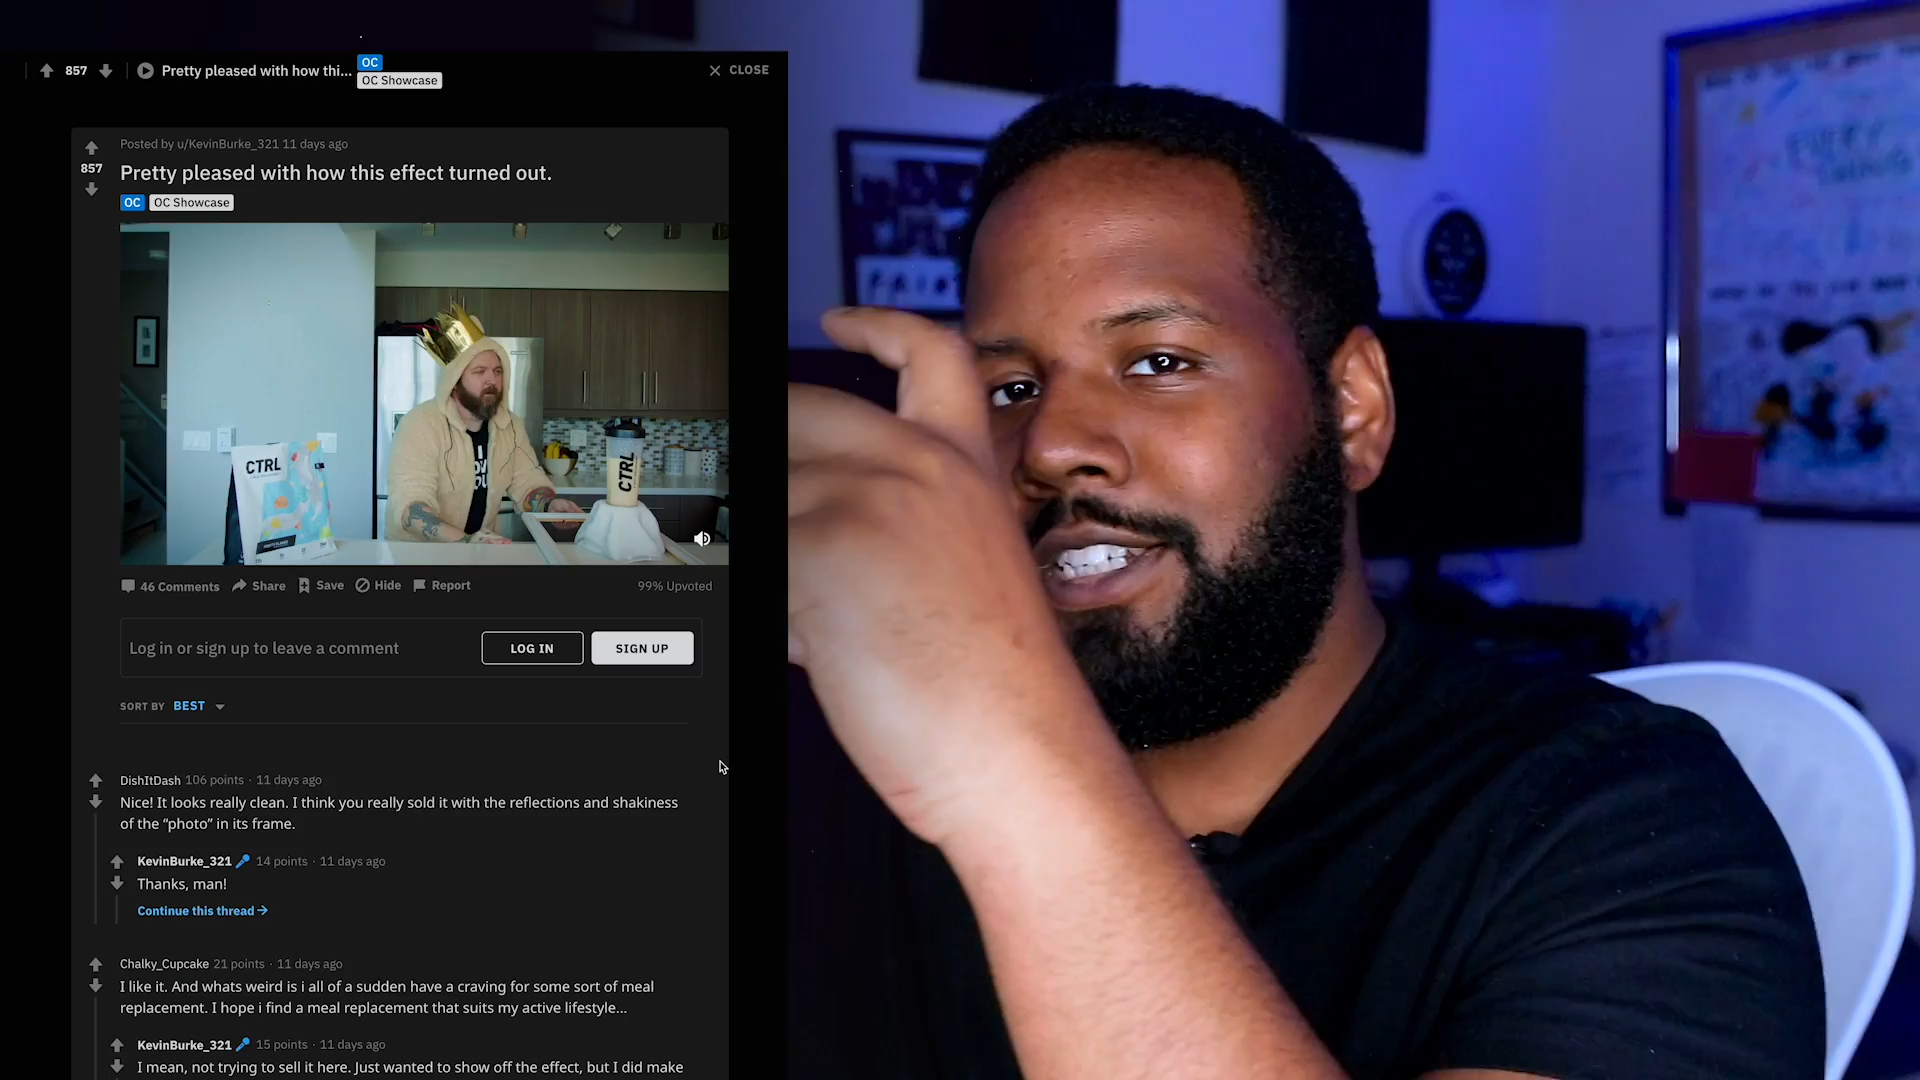 857
Pretty pleased with how thi...
OC
OC Showcase
CLOSE
Posted by u/KevinBurke_321 11 days ago
857
Pretty pleased with how this effect turned out.
OC OC Showcase
CTRL
CTRL
46 Comments Share Save Hide Report 99% Upvoted
Log in or sign up to leave a comment LOG IN SIGN UP
SORT BY BEST
DishItDash 106 points · 11 days ago
Nice! It looks really clean. I think you really sold it with the reflections and shakiness
of the “photo” in its frame.
KevinBurke_321 14 points · 11 days ago
Thanks, man!
Continue this thread
Chalky_Cupcake 21 points · 11 days ago
I like it. And whats weird is i all of a sudden have a craving for some sort of meal
replacement. I hope i find a meal replacement that suits my active lifestyle...
KevinBurke_321 15 points · 11 days ago
I mean, not trying to sell it here. Just wanted to show off the effect, but I did make